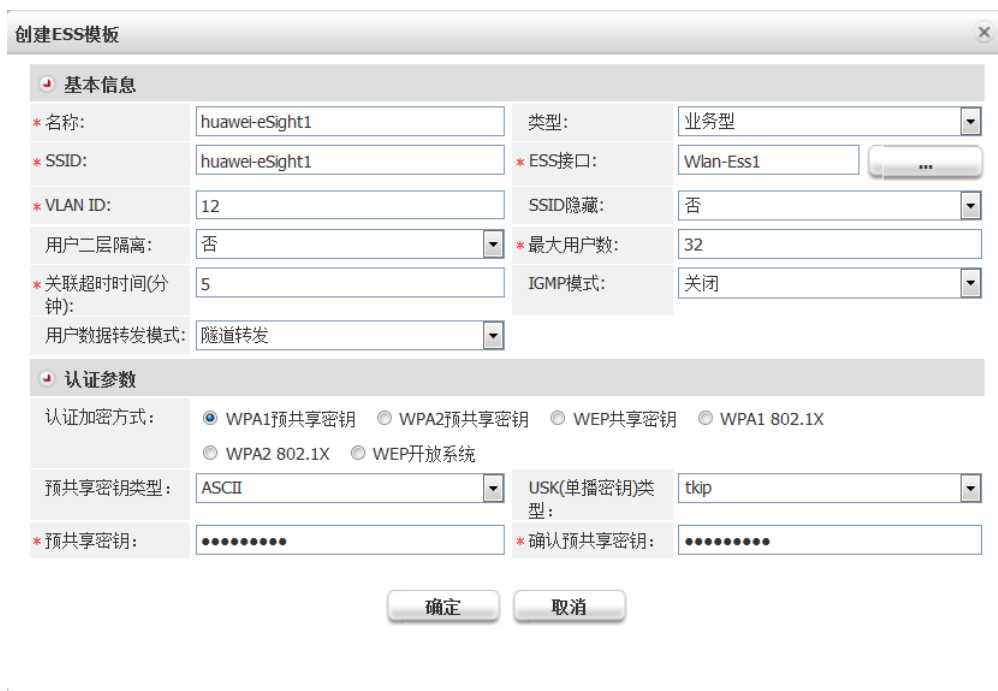 创建ESS模板
基本信息
*名称: huawei-eSight1 类型: 业务型
*SSID: huawei-eSight1 *ESS接口: Wlan-Ess1 ...
*VLAN ID: 12 SSID隐藏: 否
用户二层隔离: 否 *最大用户数: 32
*关联超时时间(分
钟): 5 IGMP模式: 关闭
用户数据转发模式: 隧道转发
认证参数
认证加密方式: WPA1预共享密钥 WPA2预共享密钥 WEP共享密钥 WPA1 802.1X
WPA2 802.1X WEP开放系统
预共享密钥类型: ASCII USK(单播密钥)类
型: tkip
*预共享密钥: ●●●●●●●●● *确认预共享密钥: ●●●●●●●●●
确定 取消